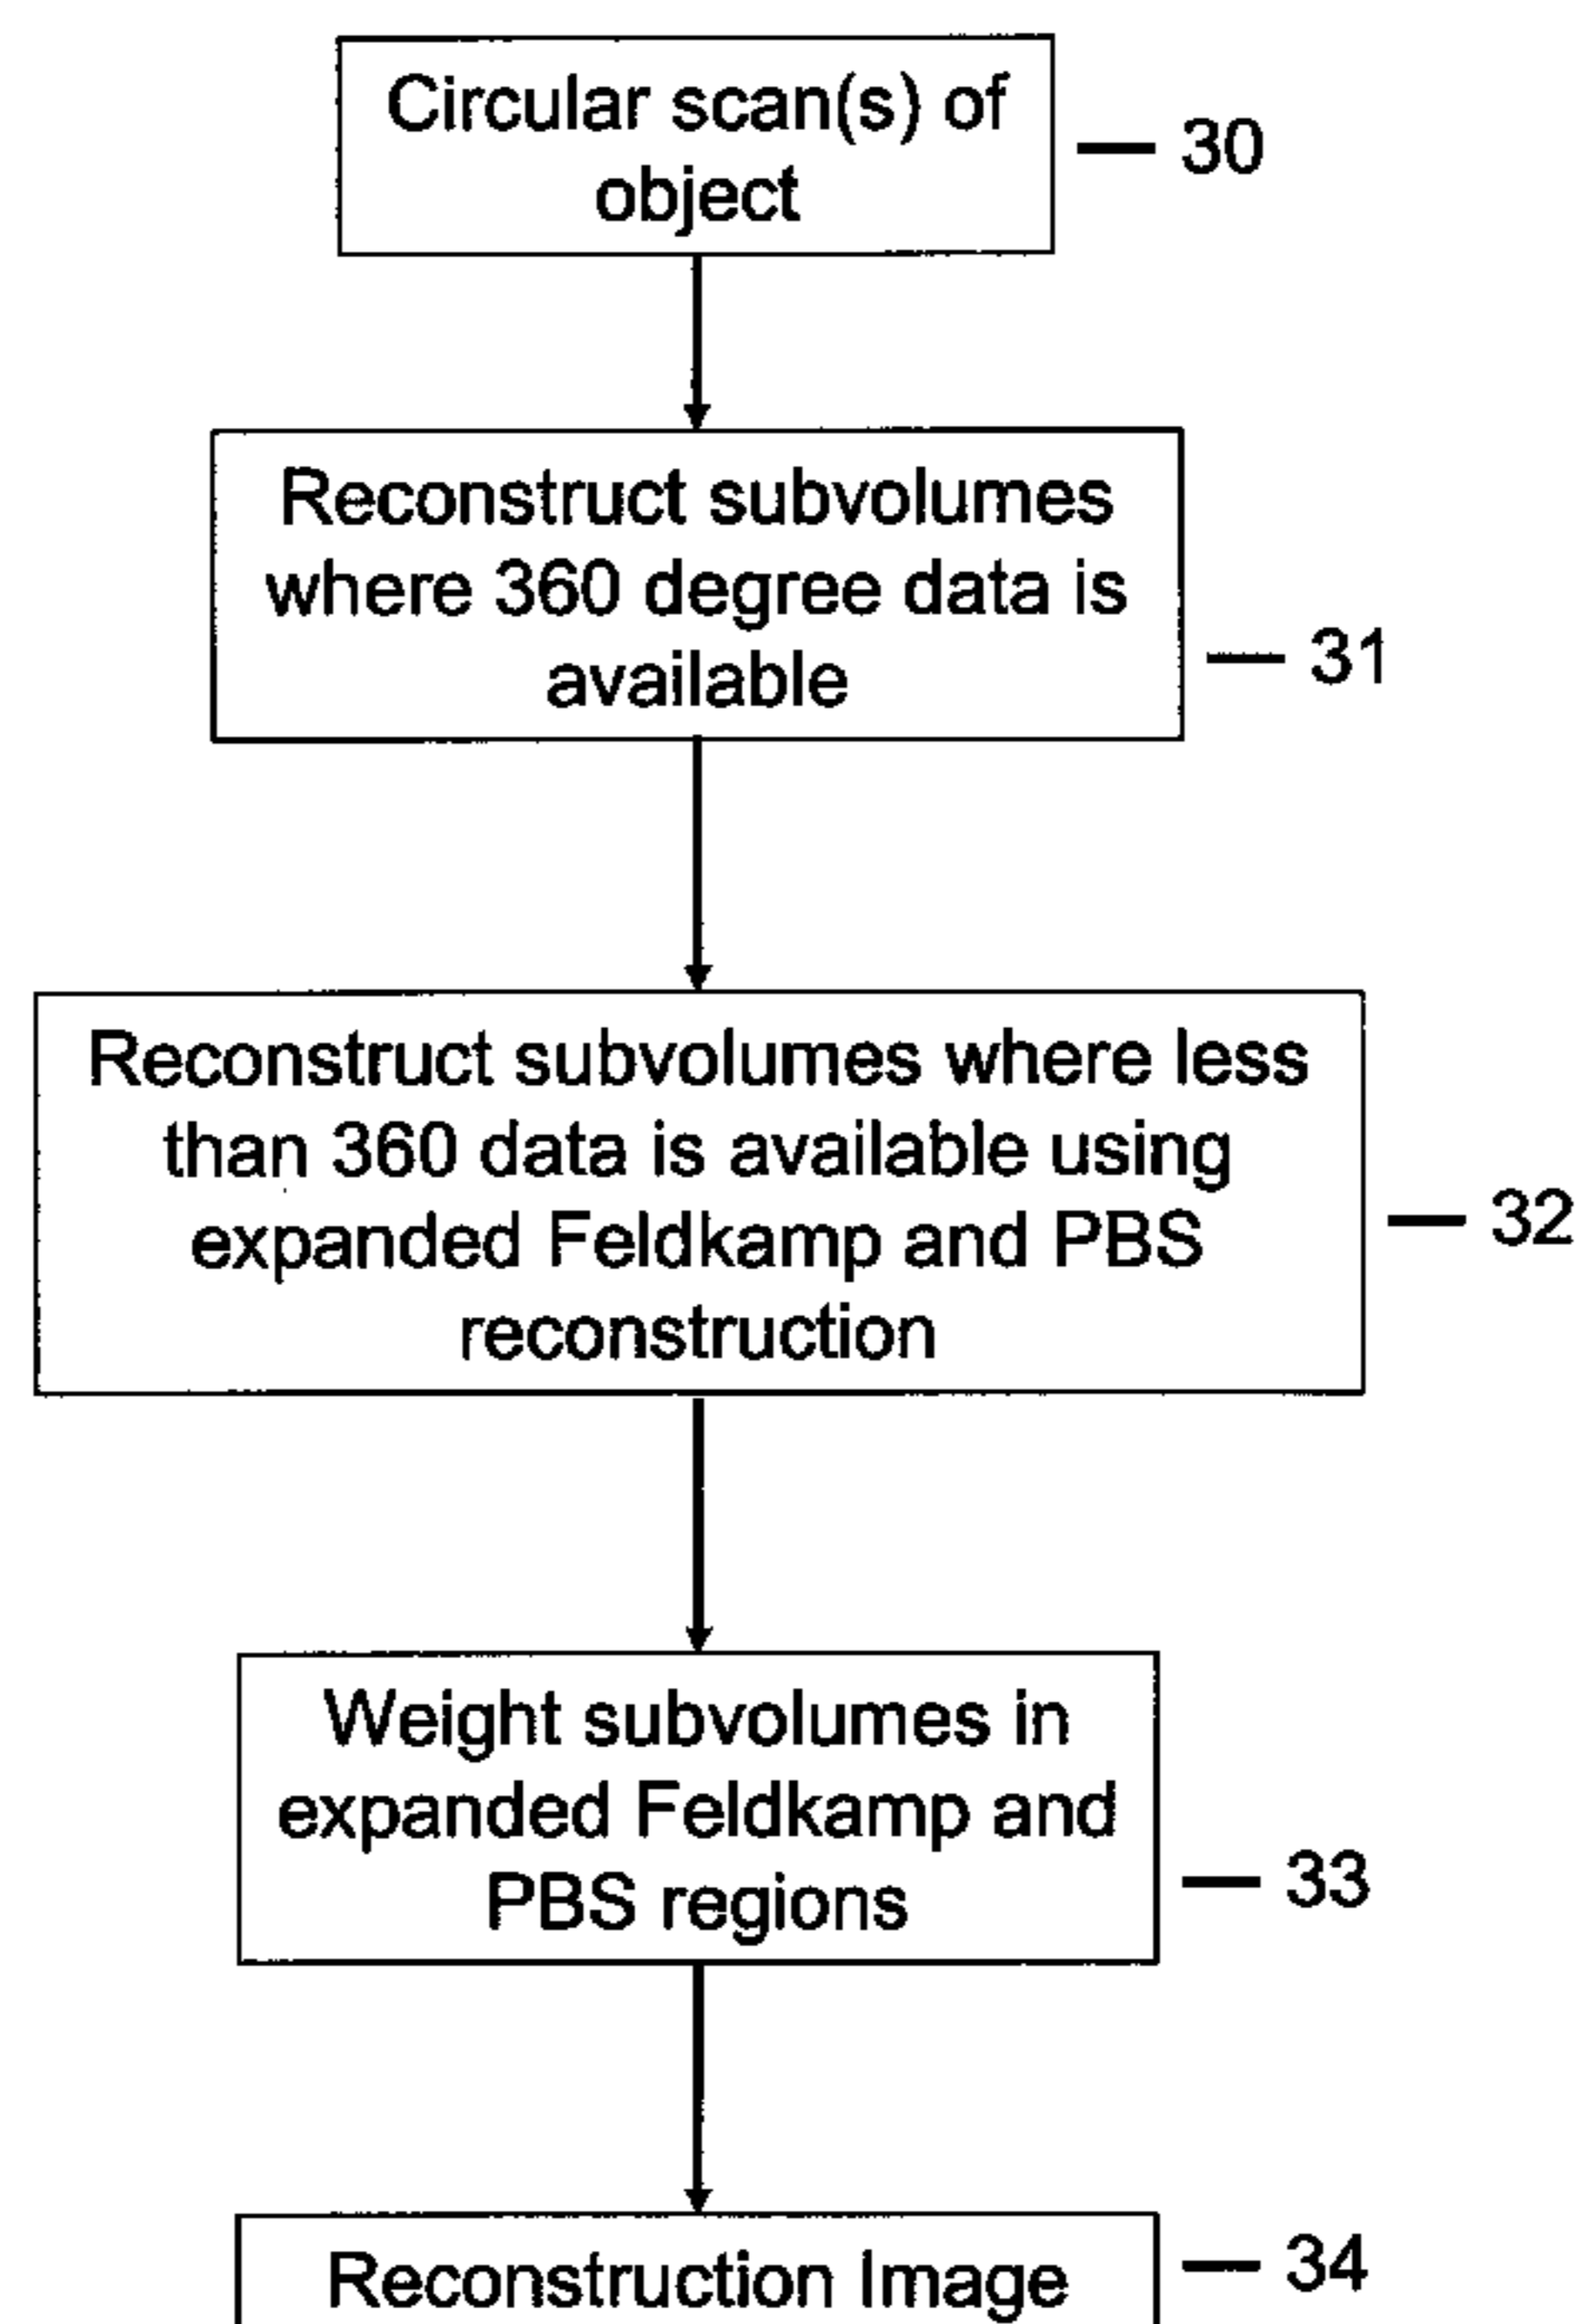 Circular scan(s) of
object
30
Reconstruct subvolumes
where 360 degree data is
available
31
Reconstruct subvolumes where less
than 360 data is available using
expanded Feldkamp and PBS
reconstruction
32
Weight subvolumes in
expanded Feldkamp and
PBS regions
33
Reconstruction Image
34